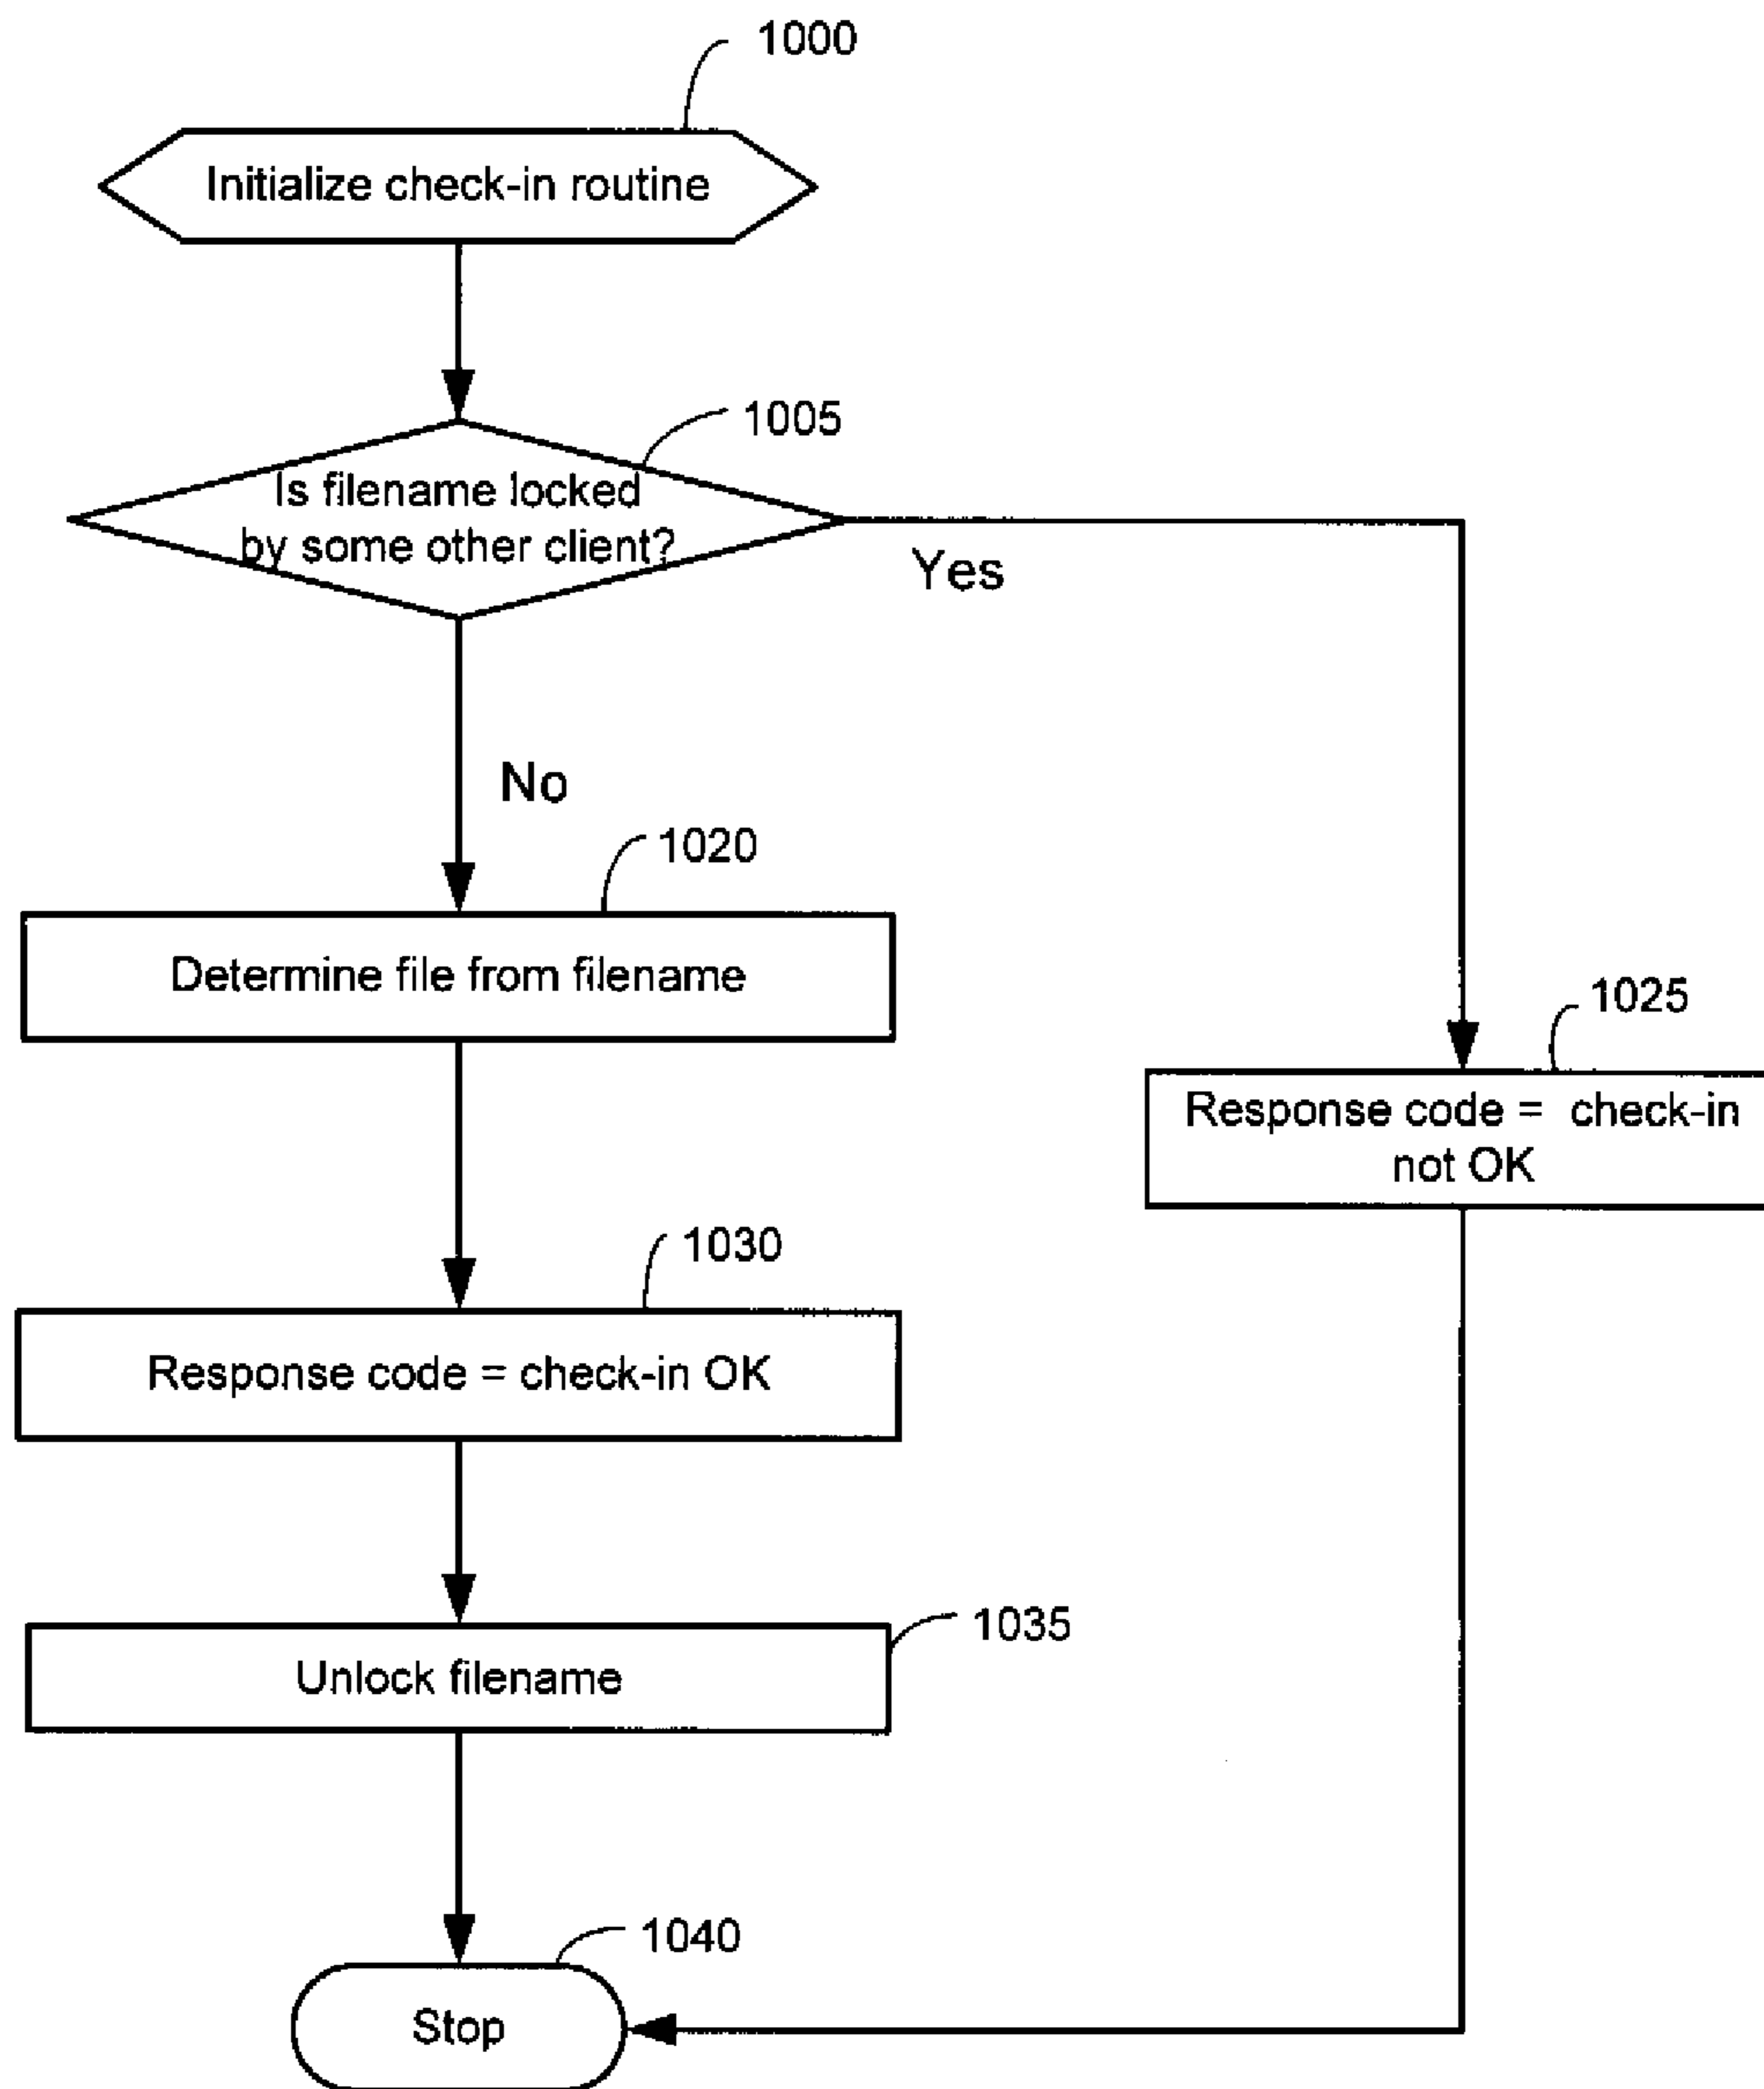 1000
Initialize check-in routine
1005
Is filename locked
by some other client?
Yes
No
1020
Determine file from filename
1025
Response code = check-in
not OK
1030
Response code = check-in OK
1035
Unlock filename
1040
Stop